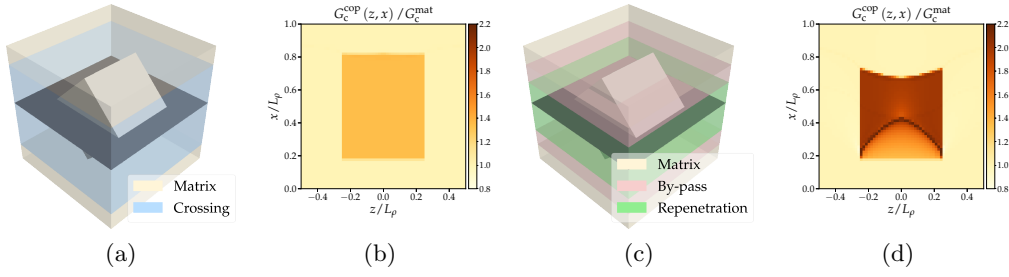 Matrix
Crossing
(a)
G_c^cop (z, x) / G_c^mat
x/L_ρ
1.0
0.8
0.6
0.4
0.2
0.0
−0.4 −0.2 0.0 0.2 0.4
z/L_ρ
2.2
2.0
1.8
1.6
1.4
1.2
1.0
0.8
(b)
Matrix
By-pass
Repenetration
(c)
G_c^cop (z, x) / G_c^mat
x/L_ρ
1.0
0.8
0.6
0.4
0.2
0.0
−0.4 −0.2 0.0 0.2 0.4
z/L_ρ
2.2
2.0
1.8
1.6
1.4
1.2
1.0
0.8
(d)